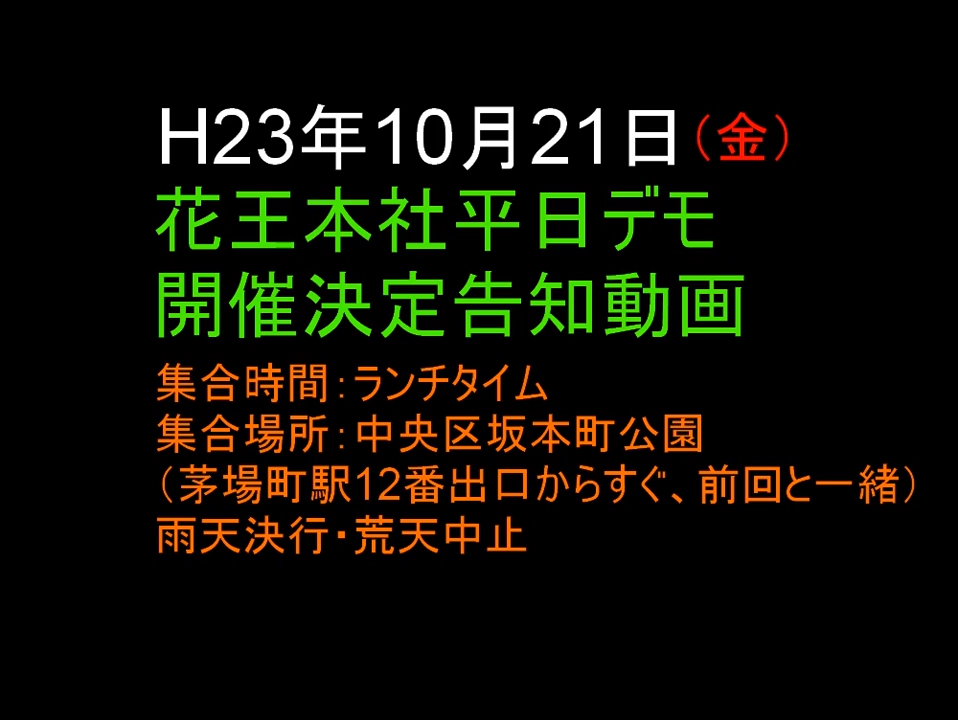 H23年10月21日（金）
花王本社平日デモ
開催決定告知動画
集合時間：ランチタイム
集合場所：中央区坂本町公園
（茅場町駅12番出口からすぐ、前回と一緒）
雨天決行・荒天中止